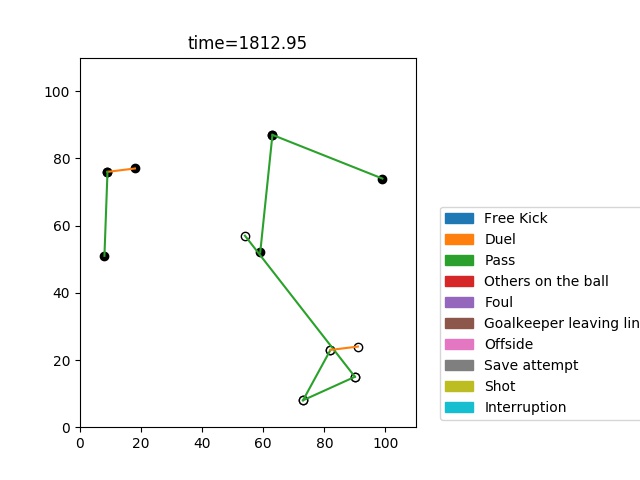 time=1812.95
100
80
60
40
20
0
0 20 40 60 80 100
Free Kick
Duel
Pass
Others on the ball
Foul
Goalkeeper leaving lin
Offside
Save attempt
Shot
Interruption